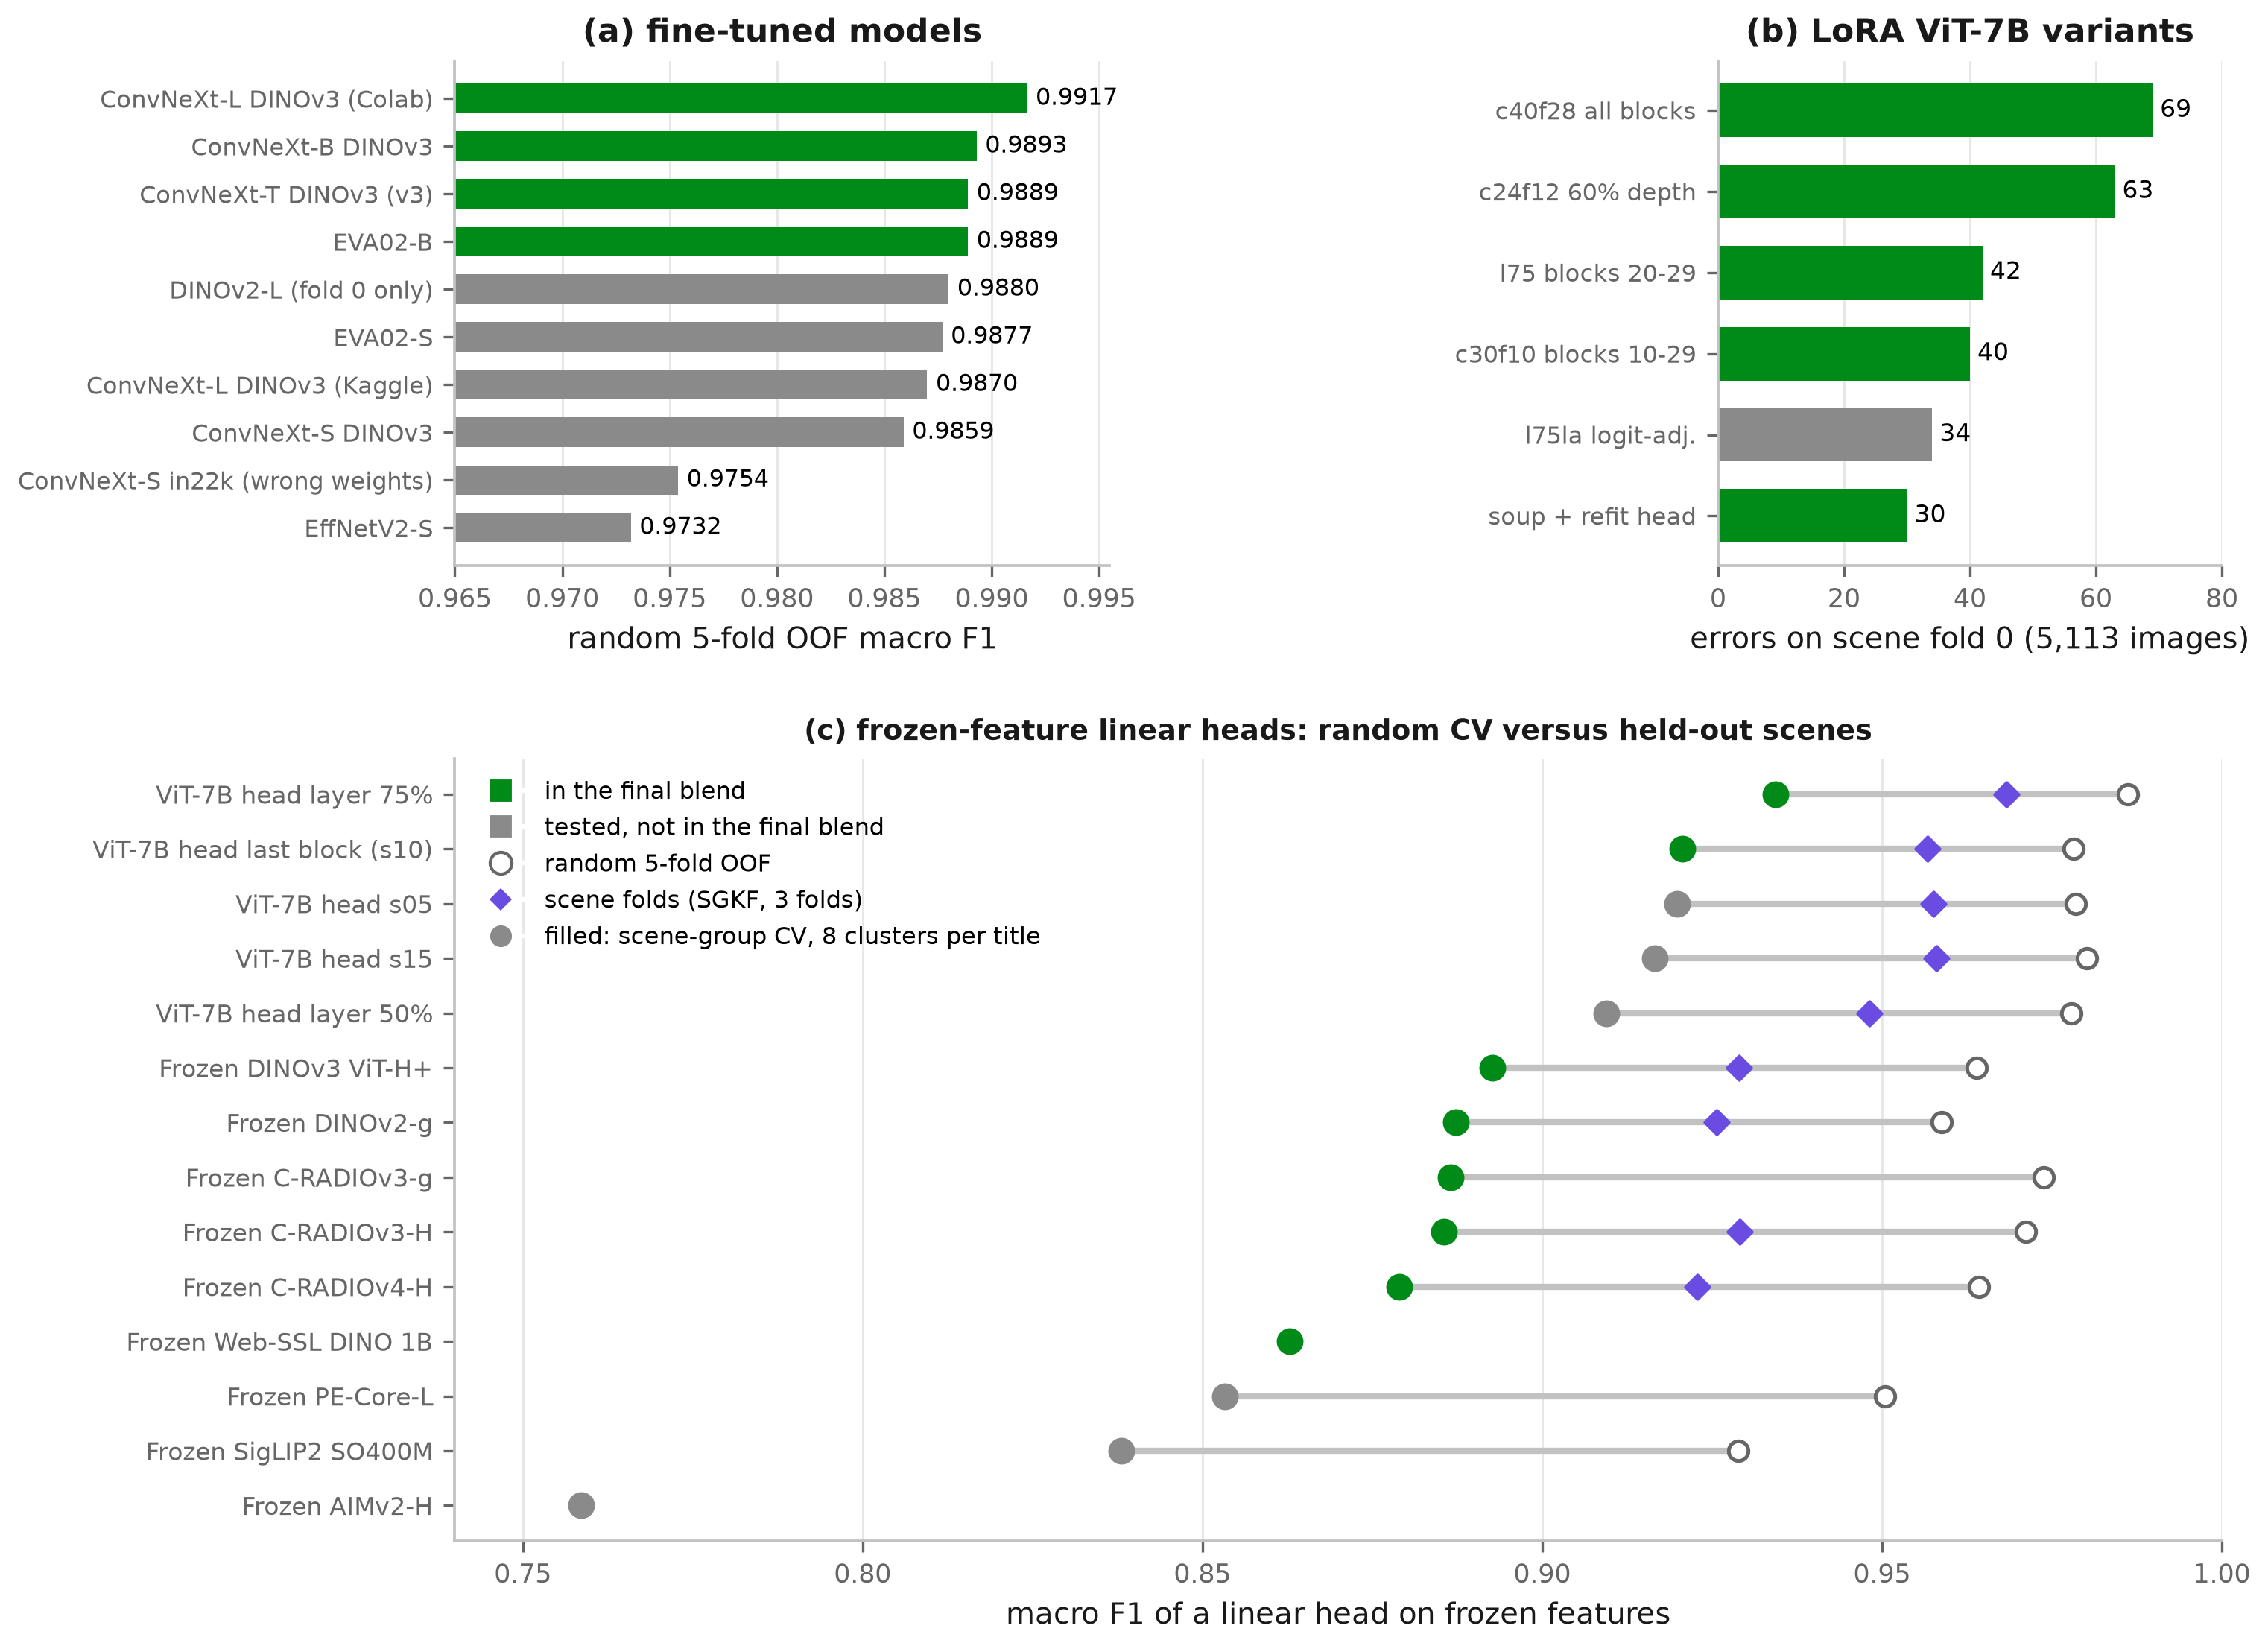 (a) fine-tuned models
ConvNeXt-L DINOv3 (Colab)
0.9917
ConvNeXt-B DINOv3
0.9893
ConvNeXt-T DINOv3 (v3)
0.9889
EVA02-B
0.9889
DINOv2-L (fold 0 only)
0.9880
EVA02-S
0.9877
ConvNeXt-L DINOv3 (Kaggle)
0.9870
ConvNeXt-S DINOv3
0.9859
ConvNeXt-S in22k (wrong weights)
0.9754
EffNetV2-S
0.9732
0.965 0.970 0.975 0.980 0.985 0.990 0.995
random 5-fold OOF macro F1
(b) LoRA ViT-7B variants
c40f28 all blocks
69
c24f12 60% depth
63
l75 blocks 20-29
42
c30f10 blocks 10-29
40
l75la logit-adj.
34
soup + refit head
30
0 20 40 60 80
errors on scene fold 0 (5,113 images)
(c) frozen-feature linear heads: random CV versus held-out scenes
in the final blend
tested, not in the final blend
random 5-fold OOF
scene folds (SGKF, 3 folds)
filled: scene-group CV, 8 clusters per title
ViT-7B head layer 75%
ViT-7B head last block (s10)
ViT-7B head s05
ViT-7B head s15
ViT-7B head layer 50%
Frozen DINOv3 ViT-H+
Frozen DINOv2-g
Frozen C-RADIOv3-g
Frozen C-RADIOv3-H
Frozen C-RADIOv4-H
Frozen Web-SSL DINO 1B
Frozen PE-Core-L
Frozen SigLIP2 SO400M
Frozen AIMv2-H
0.75 0.80 0.85 0.90 0.95 1.00
macro F1 of a linear head on frozen features